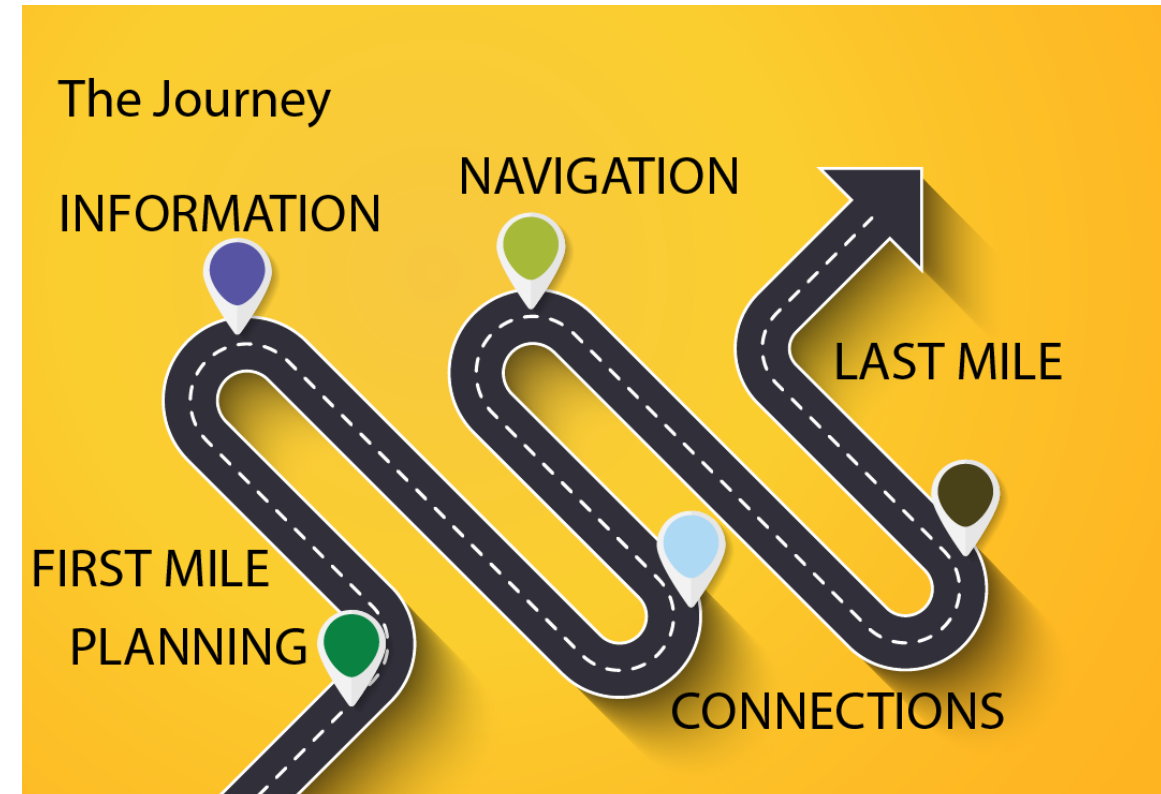 The Journey
INFORMATION
NAVIGATION
LAST MILE
FIRST MILE
PLANNING
CONNECTIONS